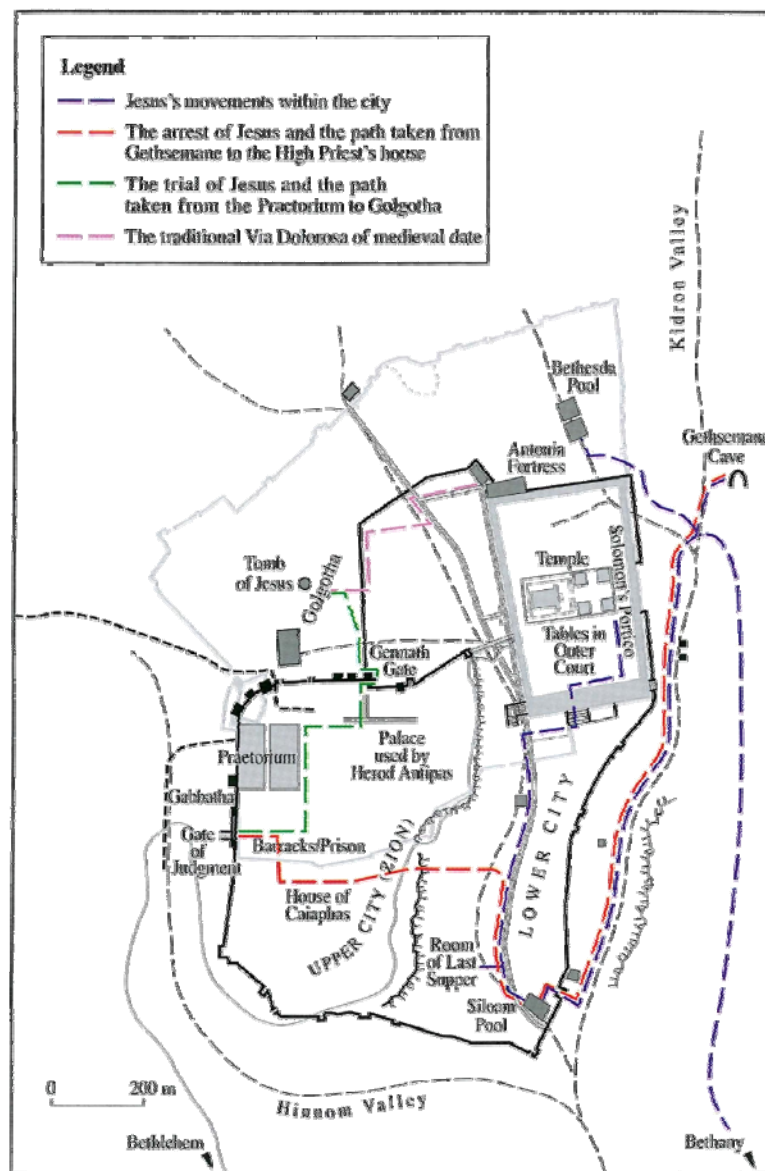 Legend
Jesus's movements within the city
The arrest of Jesus and the path taken from
Gethsemane to the High Priest's house
The trial of Jesus and the path
taken from the Praetorium to Golgotha
The traditional Via Dolorosa of medieval date
Kidron Valley
Bethesda
Pool
Gethsemane
Cave
Antonia
Fortress
Solomon's Portico
Temple
Tomb
of Jesus
Golgotha
Tables in
Outer
Court
Gennath
Gate
Praetorium
Palace
used by
Herod Antipas
Gabbatha
Gate
of
Judgment
Barracks/Prison
House of
Caiaphas
UPPER CITY (ZION)
LOWER CITY
Room
of Last
Supper
Siloam
Pool
0 200 m
Hinnom Valley
Bethlehem
Bethany